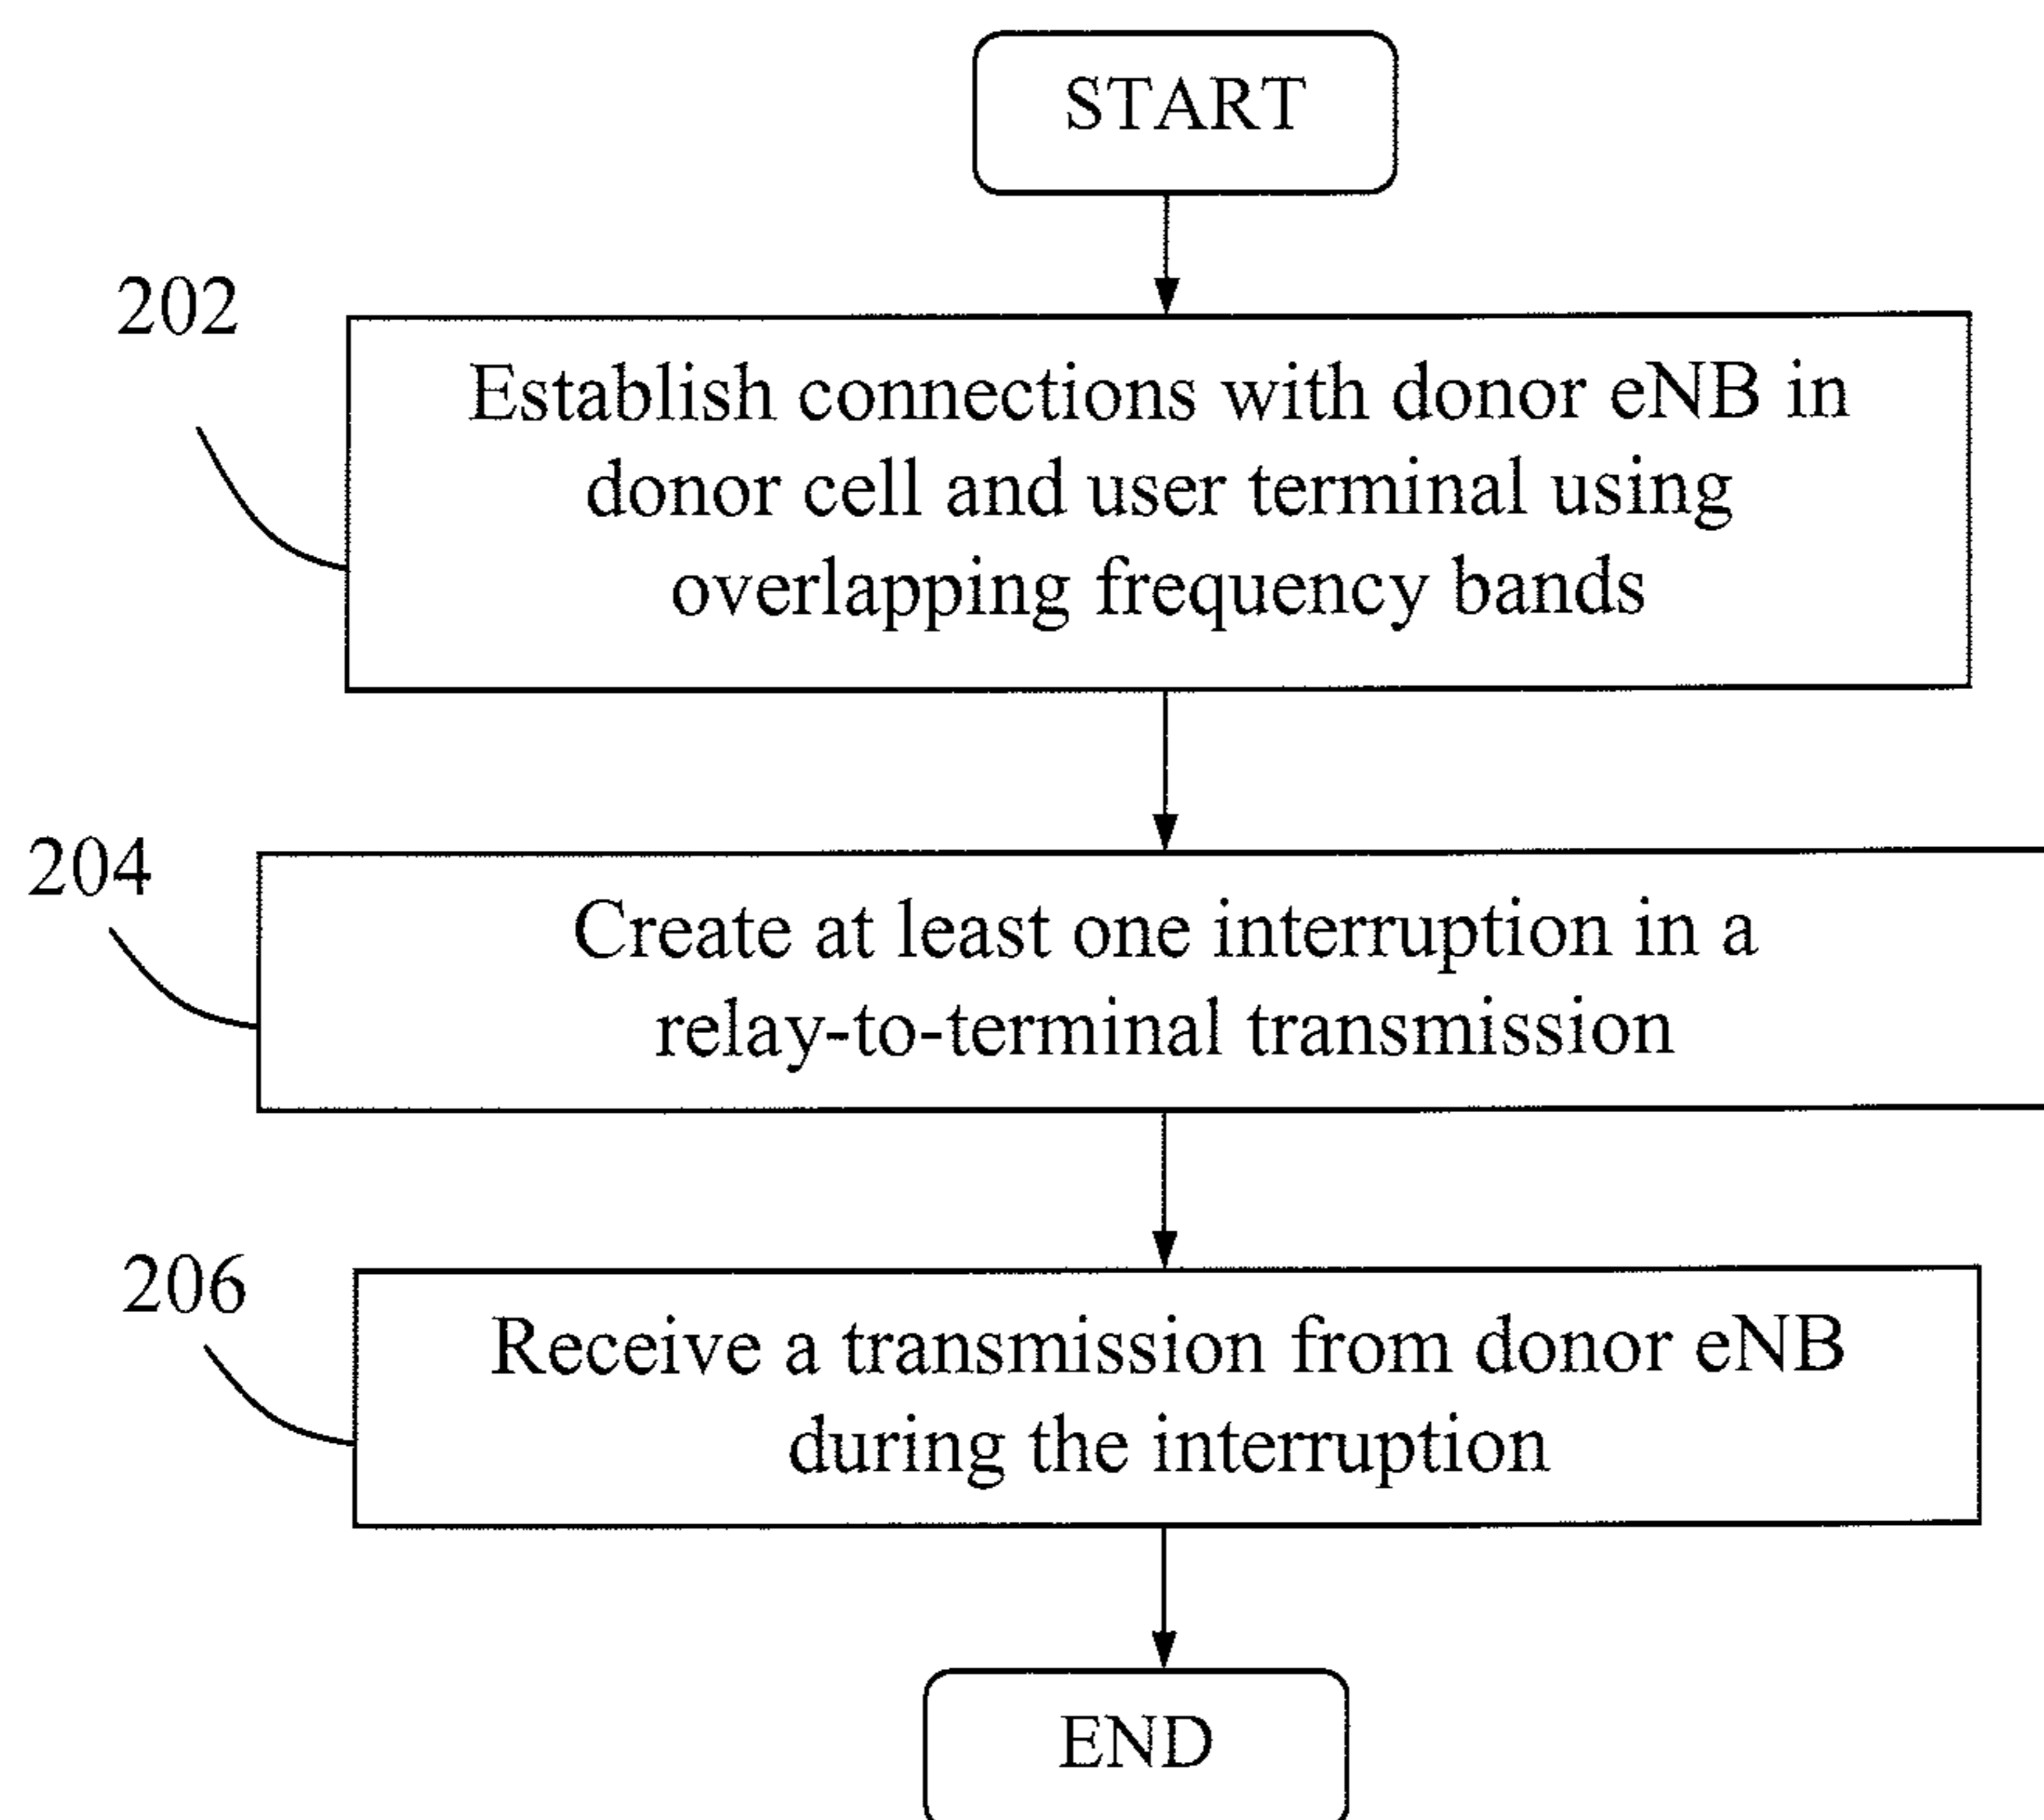 START
202
Establish connections with donor eNB in
donor cell and user terminal using
overlapping frequency bands
204
Create at least one interruption in a
relay-to-terminal transmission
206
Receive a transmission from donor eNB
during the interruption
END